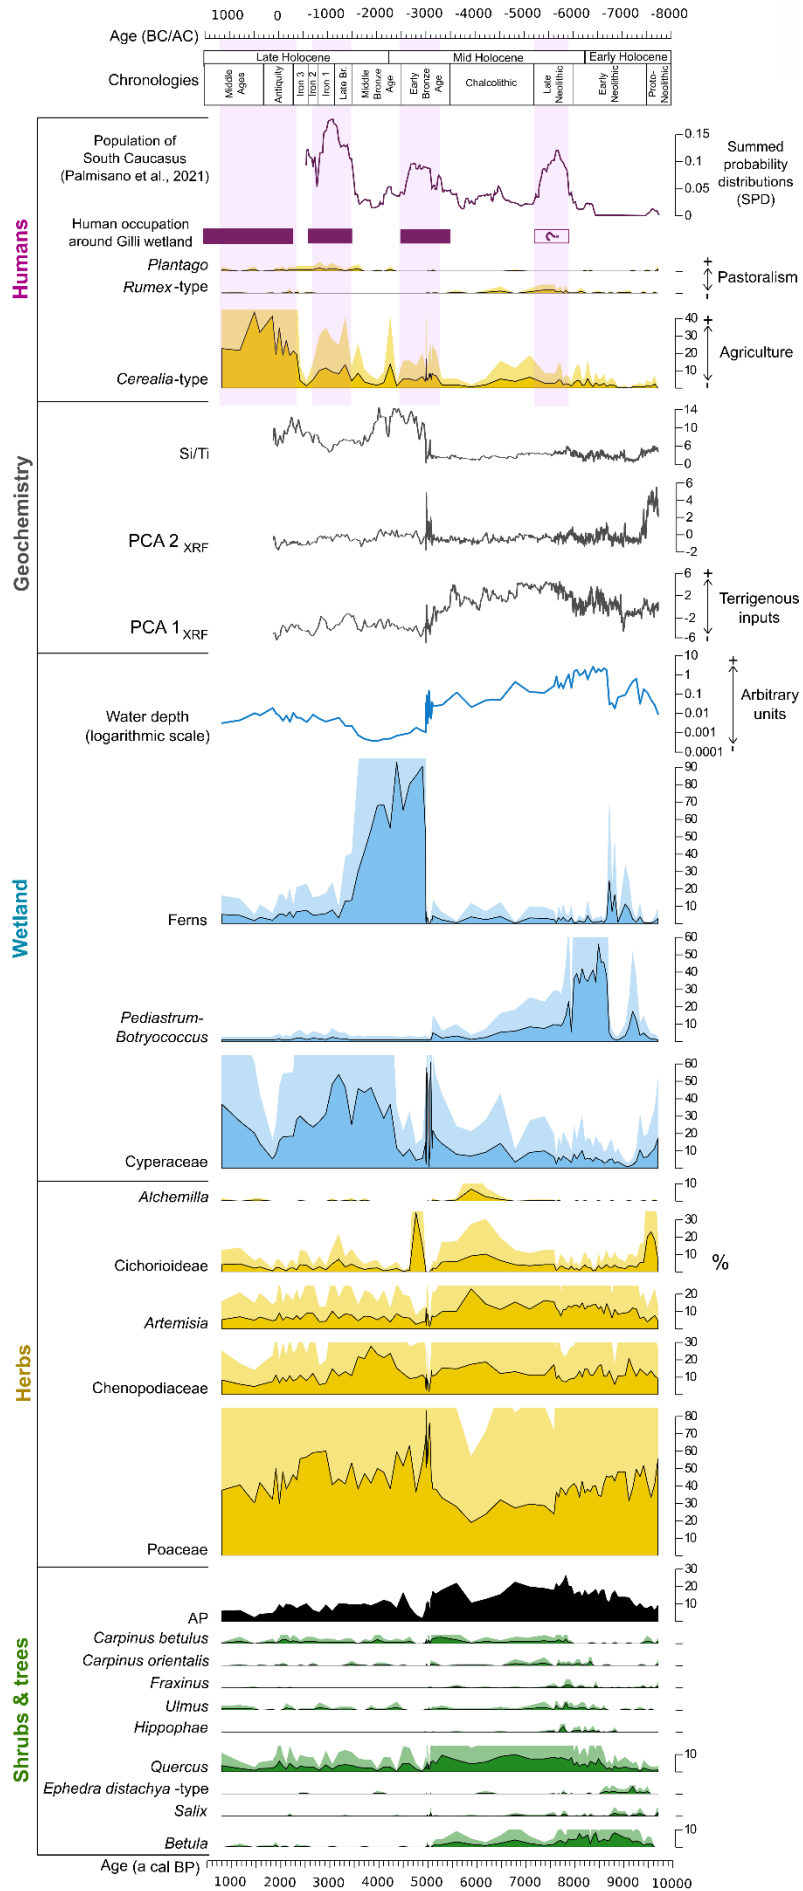 1000 0 -1000 -2000 -3000 -4000 -5000 -6000 -7000 -8000
Age (BC/AC)
Late Holocene Mid Holocene Early Holocene
Chronologies
Middle Ages
Antiquity
Iron 3
Iron 2
Iron 1
Late Br.
Middle Bronze Age
Early Bronze Age
Chalcolithic
Late Neolithic
Early Neolithic
Proto-Neolithic
Humans
Population of
South Caucasus
(Palmisano et al., 2021)
0.15
0.1
0.05
0
Summed
probability
distributions
(SPD)
Human occupation
around Gilli wetland
?
Plantago
Rumex-type
+
-
Pastoralism
Cerealia-type
40
30
20
10
+
-
Agriculture
Geochemistry
Si/Ti
14
10
6
0
PCA 2 XRF
6
4
2
0
-2
PCA 1 XRF
6
2
-2
-6
+
-
Terrigenous
inputs
Wetland
Water depth
(logarithmic scale)
10
1
0.1
0.01
0.001
0.0001
+
-
Arbitrary
units
Ferns
90
80
70
60
50
40
30
20
10
Pediastrum-
Botryococcus
60
50
40
30
20
10
Cyperaceae
60
50
40
30
20
10
Herbs
Alchemilla
10
Cichorioideae
30
20
10
%
Artemisia
20
10
Chenopodiaceae
30
20
10
Poaceae
80
70
60
50
40
30
20
10
Shrubs & trees
AP
30
20
10
Carpinus betulus
Carpinus orientalis
Fraxinus
Ulmus
Hippophae
Quercus
10
Ephedra distachya -type
Salix
Betula
10
Age (a cal BP)
1000 2000 3000 4000 5000 6000 7000 8000 9000 10000